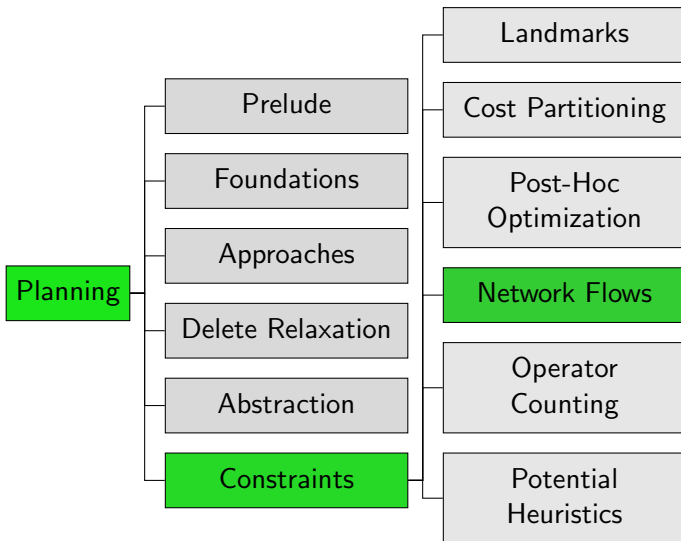 Planning
Prelude
Foundations
Approaches
Delete Relaxation
Abstraction
Constraints
Landmarks
Cost Partitioning
Post-Hoc
Optimization
Network Flows
Operator
Counting
Potential
Heuristics